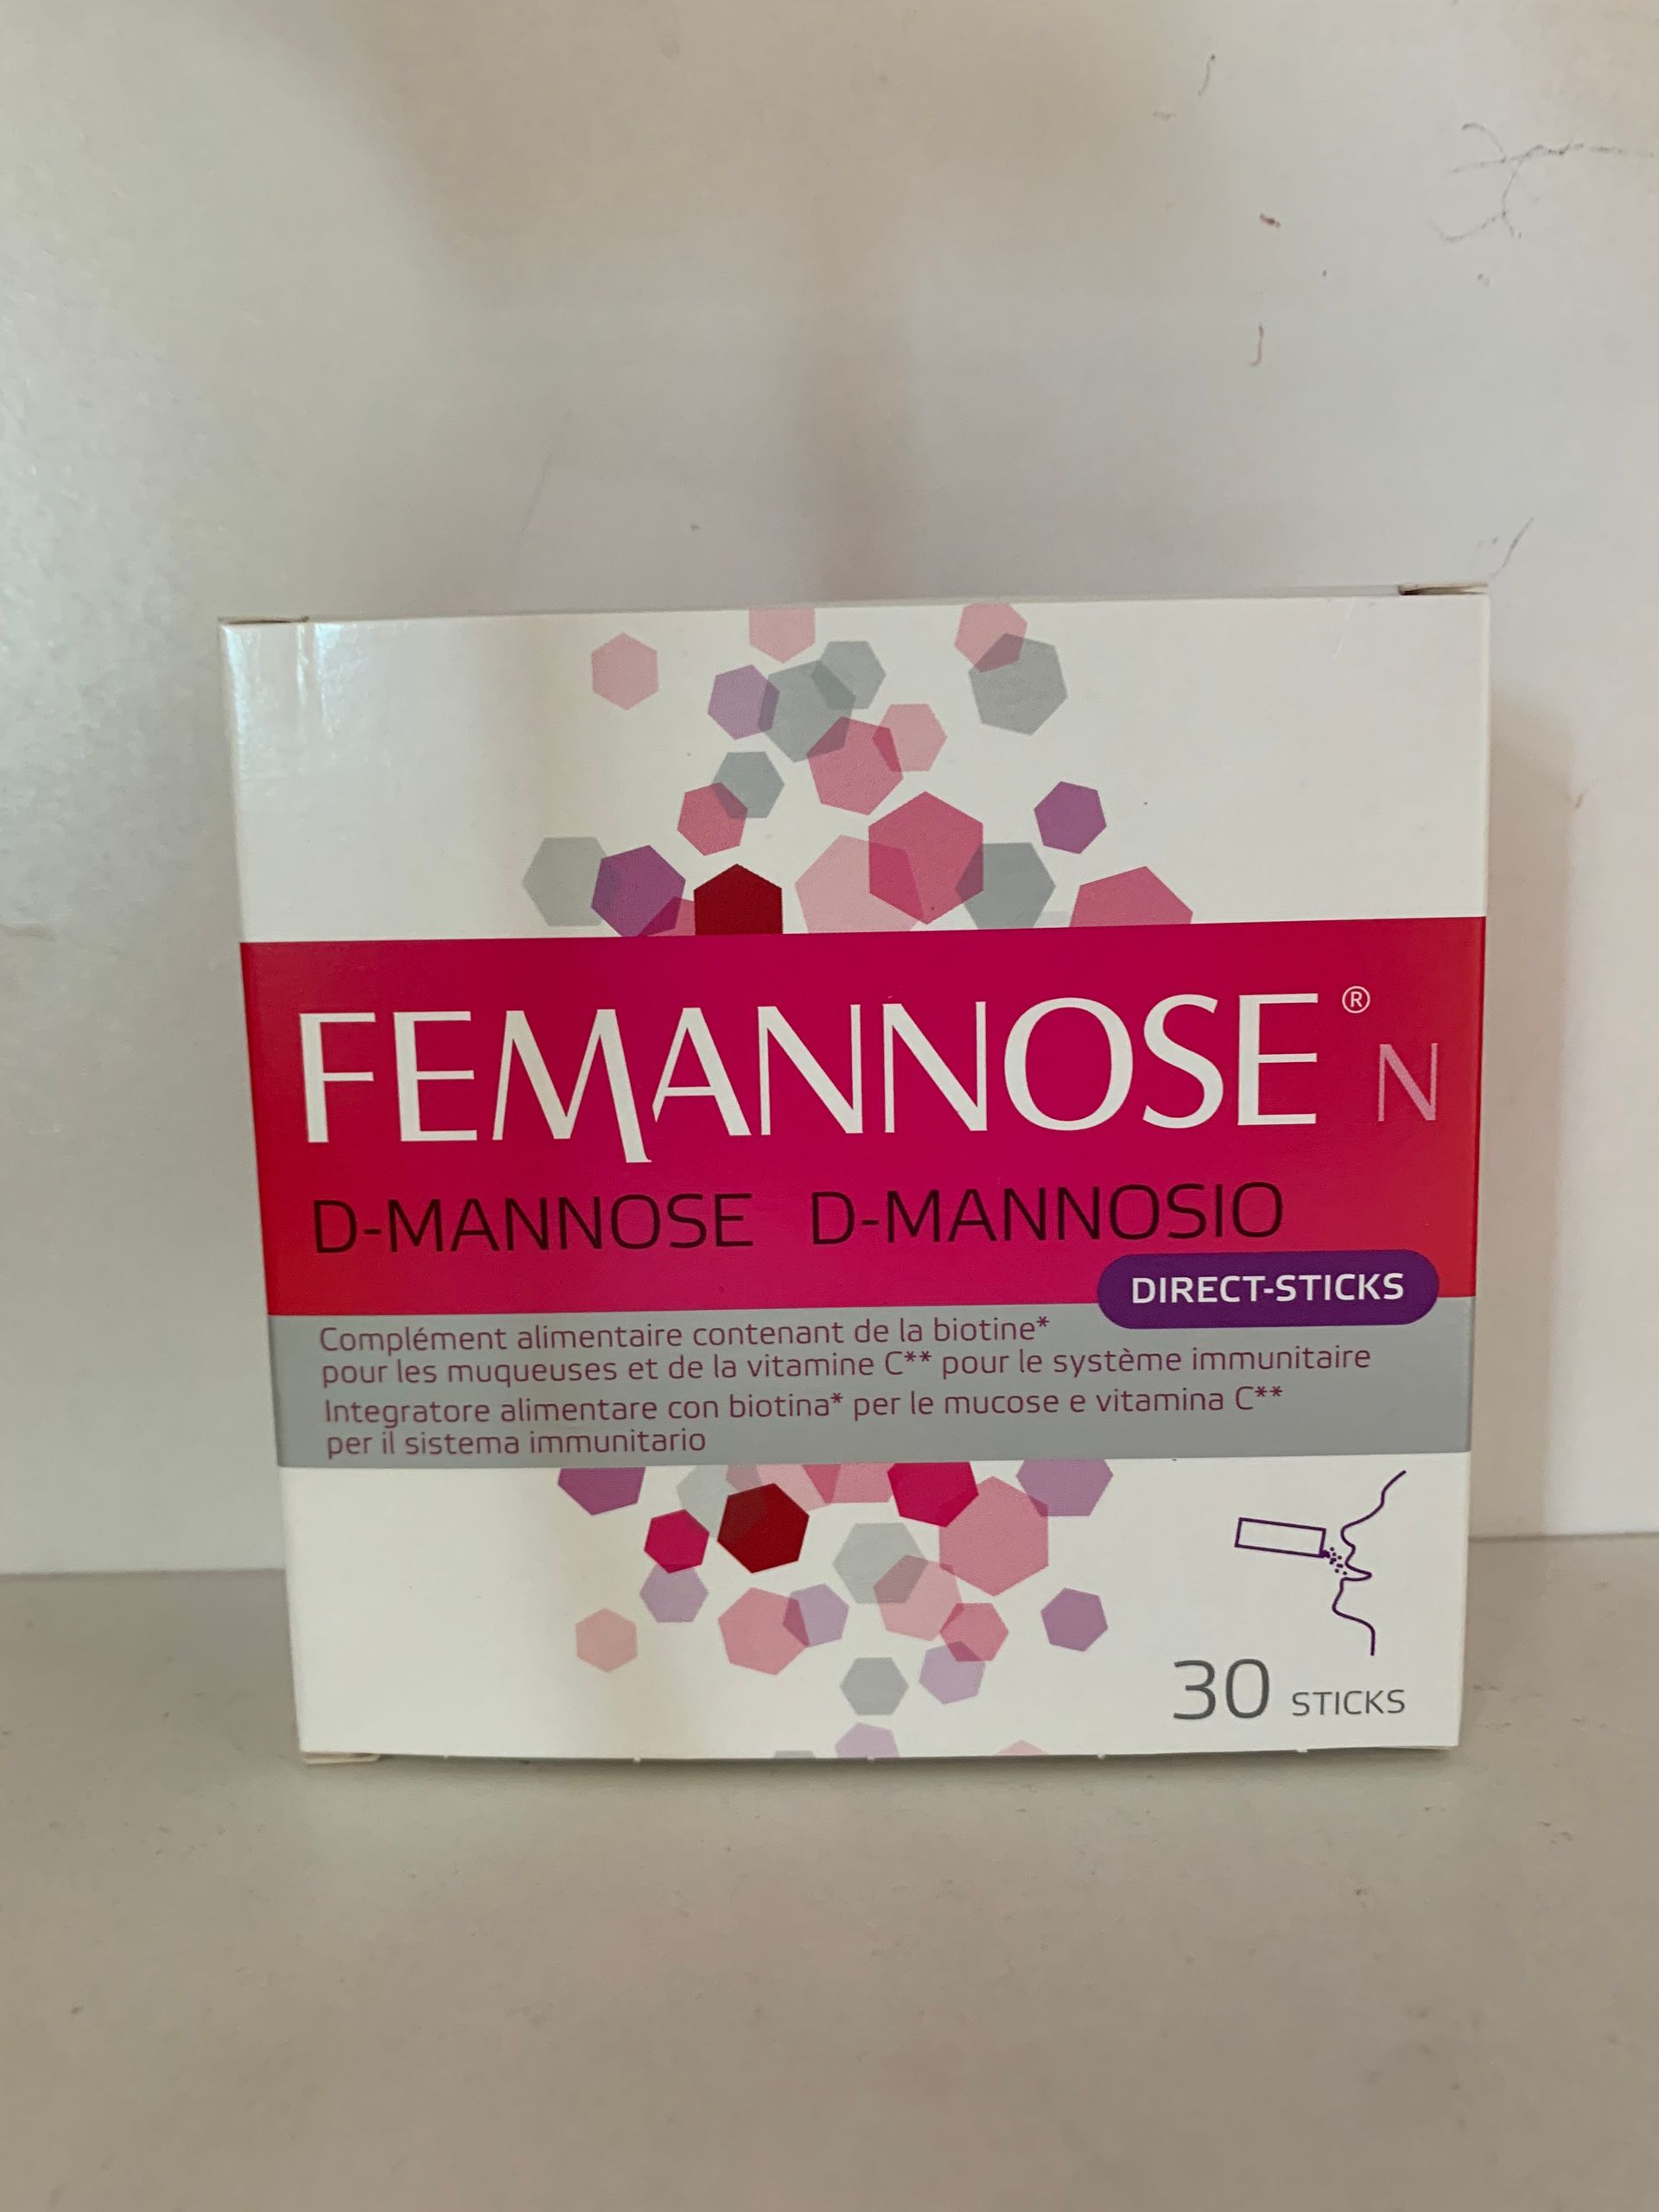 FEMANNOSE® N
D-MANNOSE D-MANNOSIO
DIRECT-STICKS
Complément alimentaire contenant de la biotine*
pour les muqueuses et de la vitamine C** pour le système immunitaire
Integratore alimentare con biotina* per le mucose e vitamina C**
per il sistema immunitario
30 STICKS